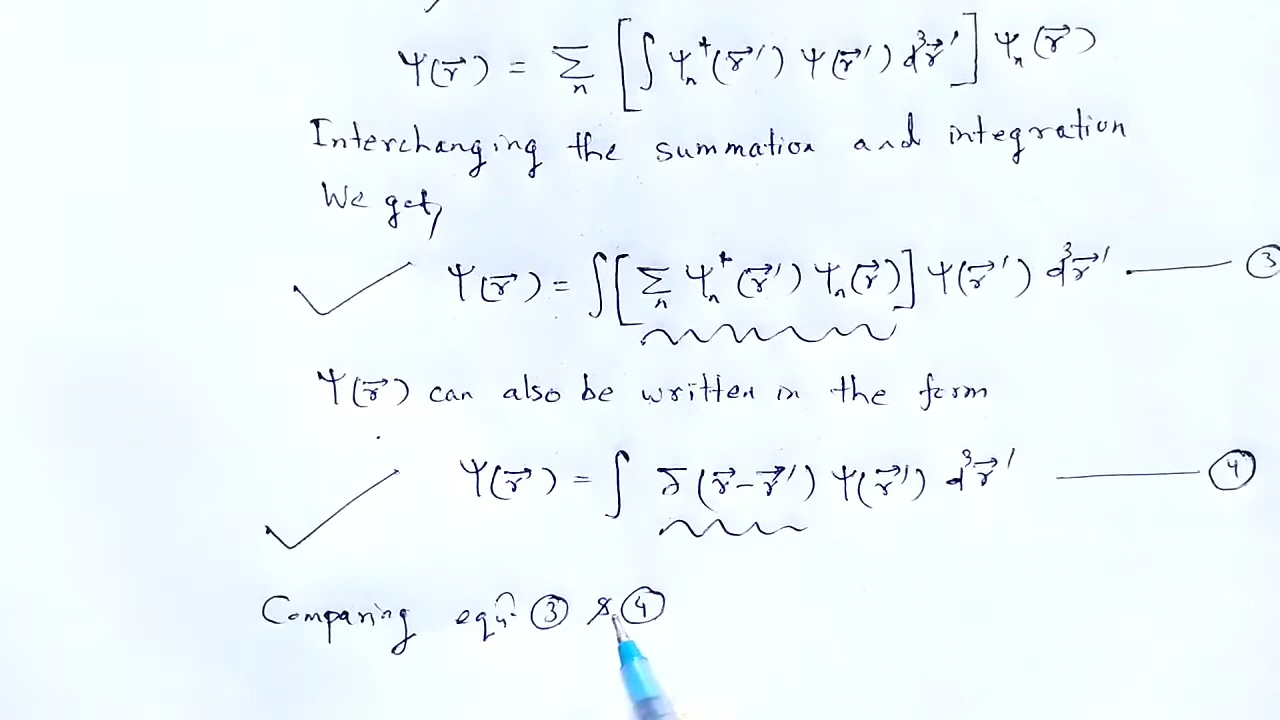 Ψ(r⃗) = Σₙ [∫ Ψₙ*(r⃗′) Ψ(r⃗′) d³r⃗′] Ψₙ(r⃗)
Interchanging the summation and integration
We get,
Ψ(r⃗) = ∫[Σₙ Ψₙ*(r⃗′) Ψₙ(r⃗)] Ψ(r⃗′) d³r⃗′ . —— ③
Ψ(r⃗) can also be written in the form
Ψ(r⃗) = ∫ δ(r⃗-r⃗′) Ψ(r⃗′) d³r⃗′ —— ④
Comparing eqn. ③ & ④